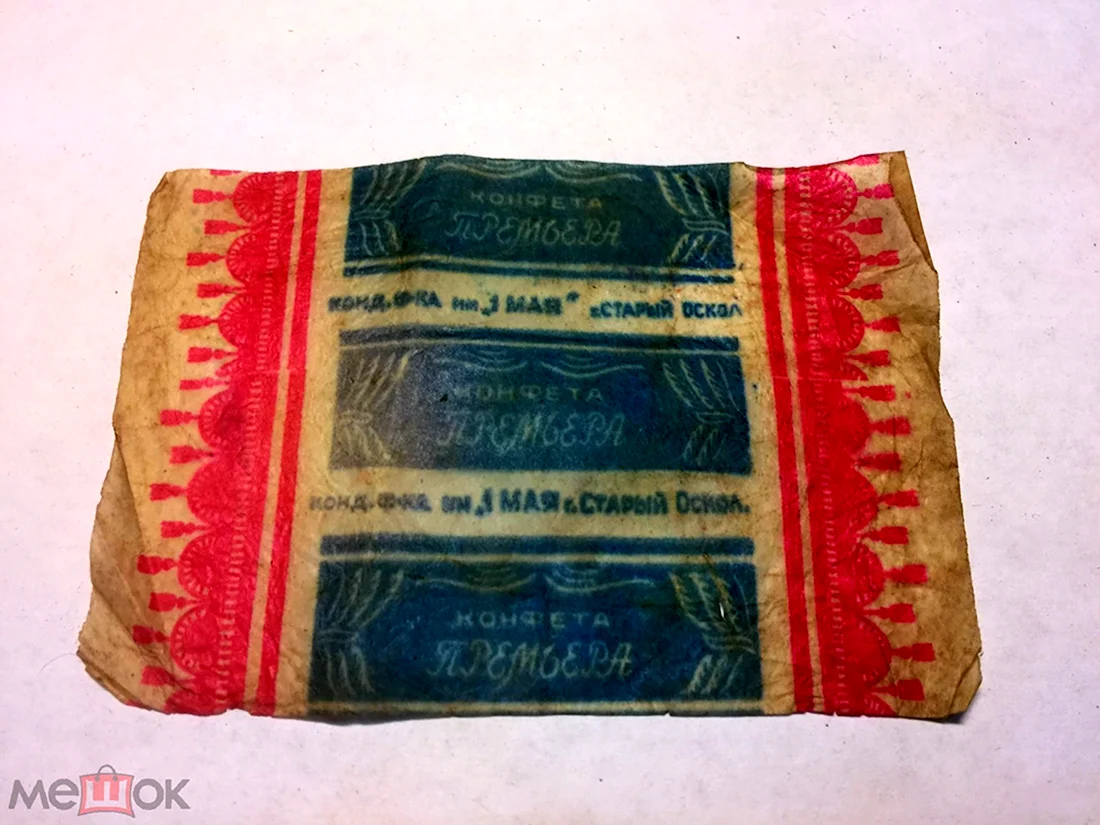 КОНФЕТА
ПРЕМЬЕРА
КОНД. Ф-КА им „1 МАЯ" г. СТАРЫЙ ОСКОЛ
КОНФЕТА
ПРЕМЬЕРА
КОНД. Ф-КА им „1 МАЯ г. СТАРЫЙ ОСКОЛ.
КОНФЕТА
ПРЕМЬЕРА
мешок